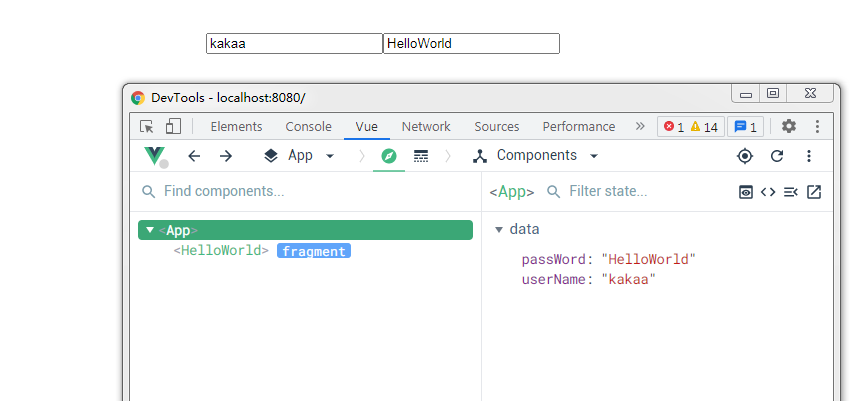 kakaa HelloWorld
DevTools - localhost:8080/
Elements Console Vue Network Sources Performance » 1 14 1
App Components
Find components... <App> Filter state...
<App> data
<HelloWorld> fragment passWord: "HelloWorld"
userName: "kakaa"